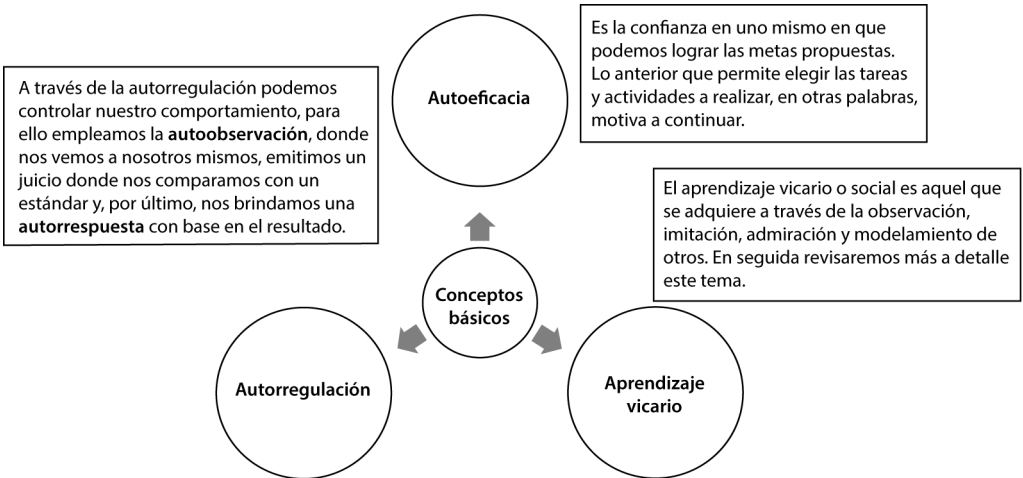 Autoeficacia
Es la confianza en uno mismo en que
podemos lograr las metas propuestas.
Lo anterior que permite elegir las tareas
y actividades a realizar, en otras palabras,
motiva a continuar.
A través de la autorregulación podemos
controlar nuestro comportamiento, para
ello empleamos la autoobservación, donde
nos vemos a nosotros mismos, emitimos un
juicio donde nos comparamos con un
estándar y, por último, nos brindamos una
autorrespuesta con base en el resultado.
El aprendizaje vicario o social es aquel que
se adquiere a través de la observación,
imitación, admiración y modelamiento de
otros. En seguida revisaremos más a detalle
este tema.
Conceptos
básicos
Autorregulación
Aprendizaje
vicario